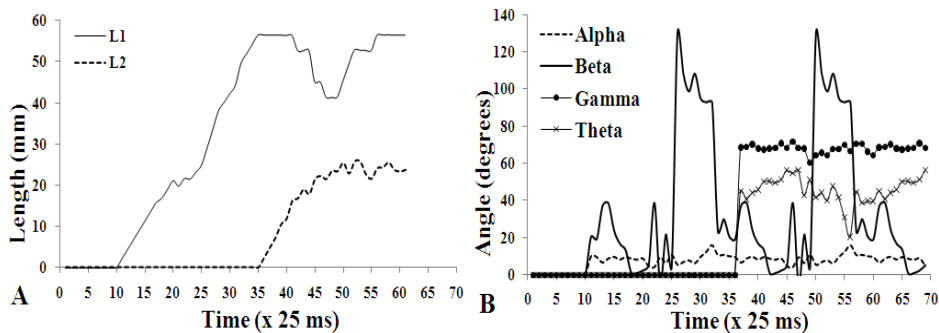 60
50
40
30
20
10
0
Length (mm)
L1
L2
0 5 10 15 20 25 30 35 40 45 50 55 60 65 70
Time (x 25 ms)
A
140
120
100
80
60
40
20
0
Angle (degrees)
Alpha
Beta
Gamma
Theta
0 5 10 15 20 25 30 35 40 45 50 55 60 65 70
Time (x 25 ms)
B